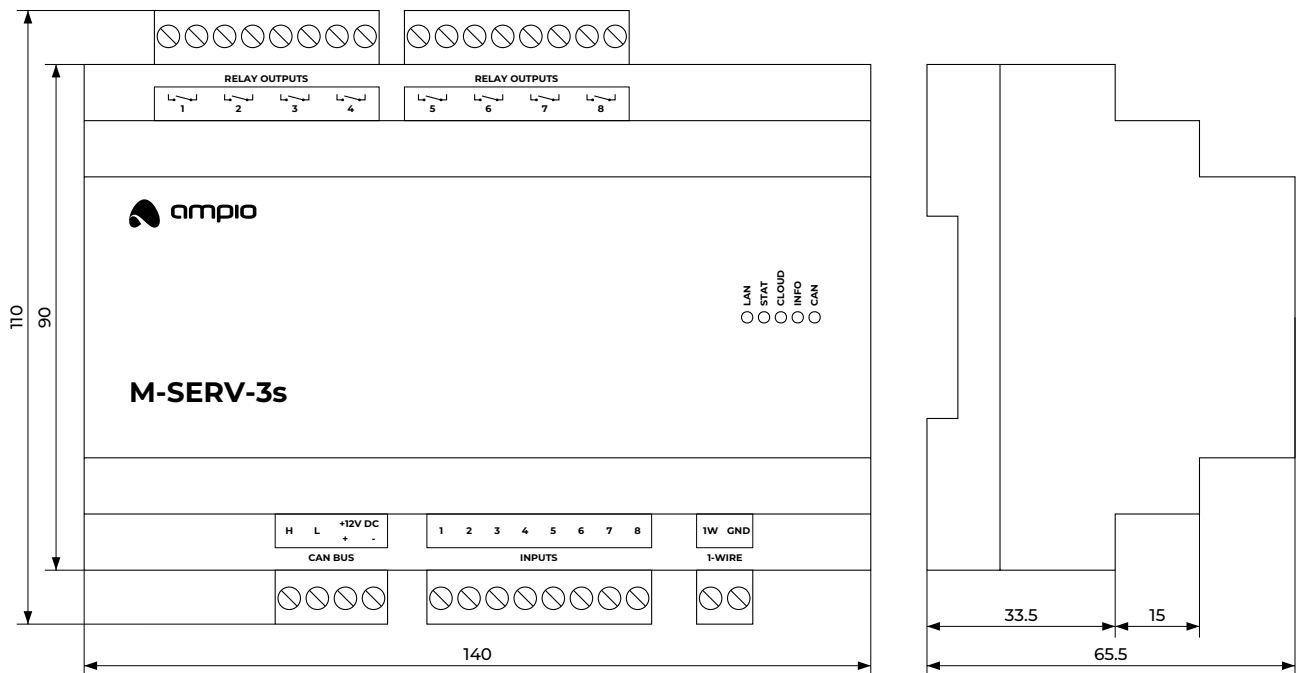 RELAY OUTPUTS RELAY OUTPUTS
1 2 3 4 5 6 7 8
ampio
LAN STAT CLOUD INFO CAN
110 90
M-SERV-3s
H L +12V DC 1 2 3 4 5 6 7 8 1W GND
+ -
CAN BUS INPUTS 1-WIRE
33.5 15
140 65.5